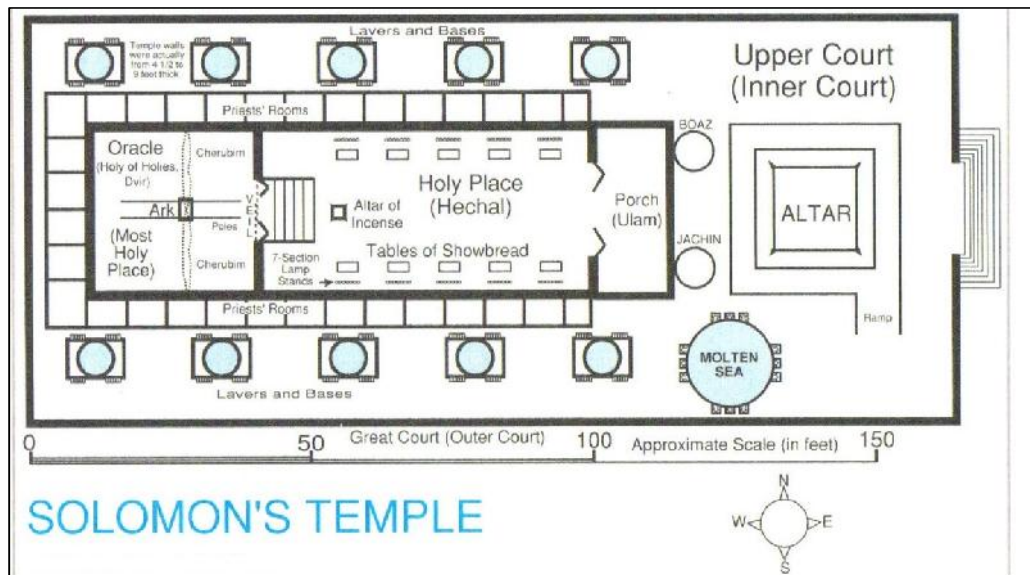 Lavers and Bases
Temple walls
were actually
from 4 1/2 to
9 feet thick
Upper Court
(Inner Court)
Priests' Rooms
BOAZ
Oracle
(Holy of Holies,
Dvir)
Cherubim
Ark
Poles
VEIL
(Most
Holy
Place)
Cherubim
Altar of
Incense
Holy Place
(Hechal)
Porch
(Ulam)
ALTAR
JACHIN
Tables of Showbread
7-Section
Lamp
Stands
Priests' Rooms
Ramp
MOLTEN
SEA
Lavers and Bases
0
50
Great Court (Outer Court)
100
Approximate Scale (in feet)
150
SOLOMON'S TEMPLE
N
W
E
S